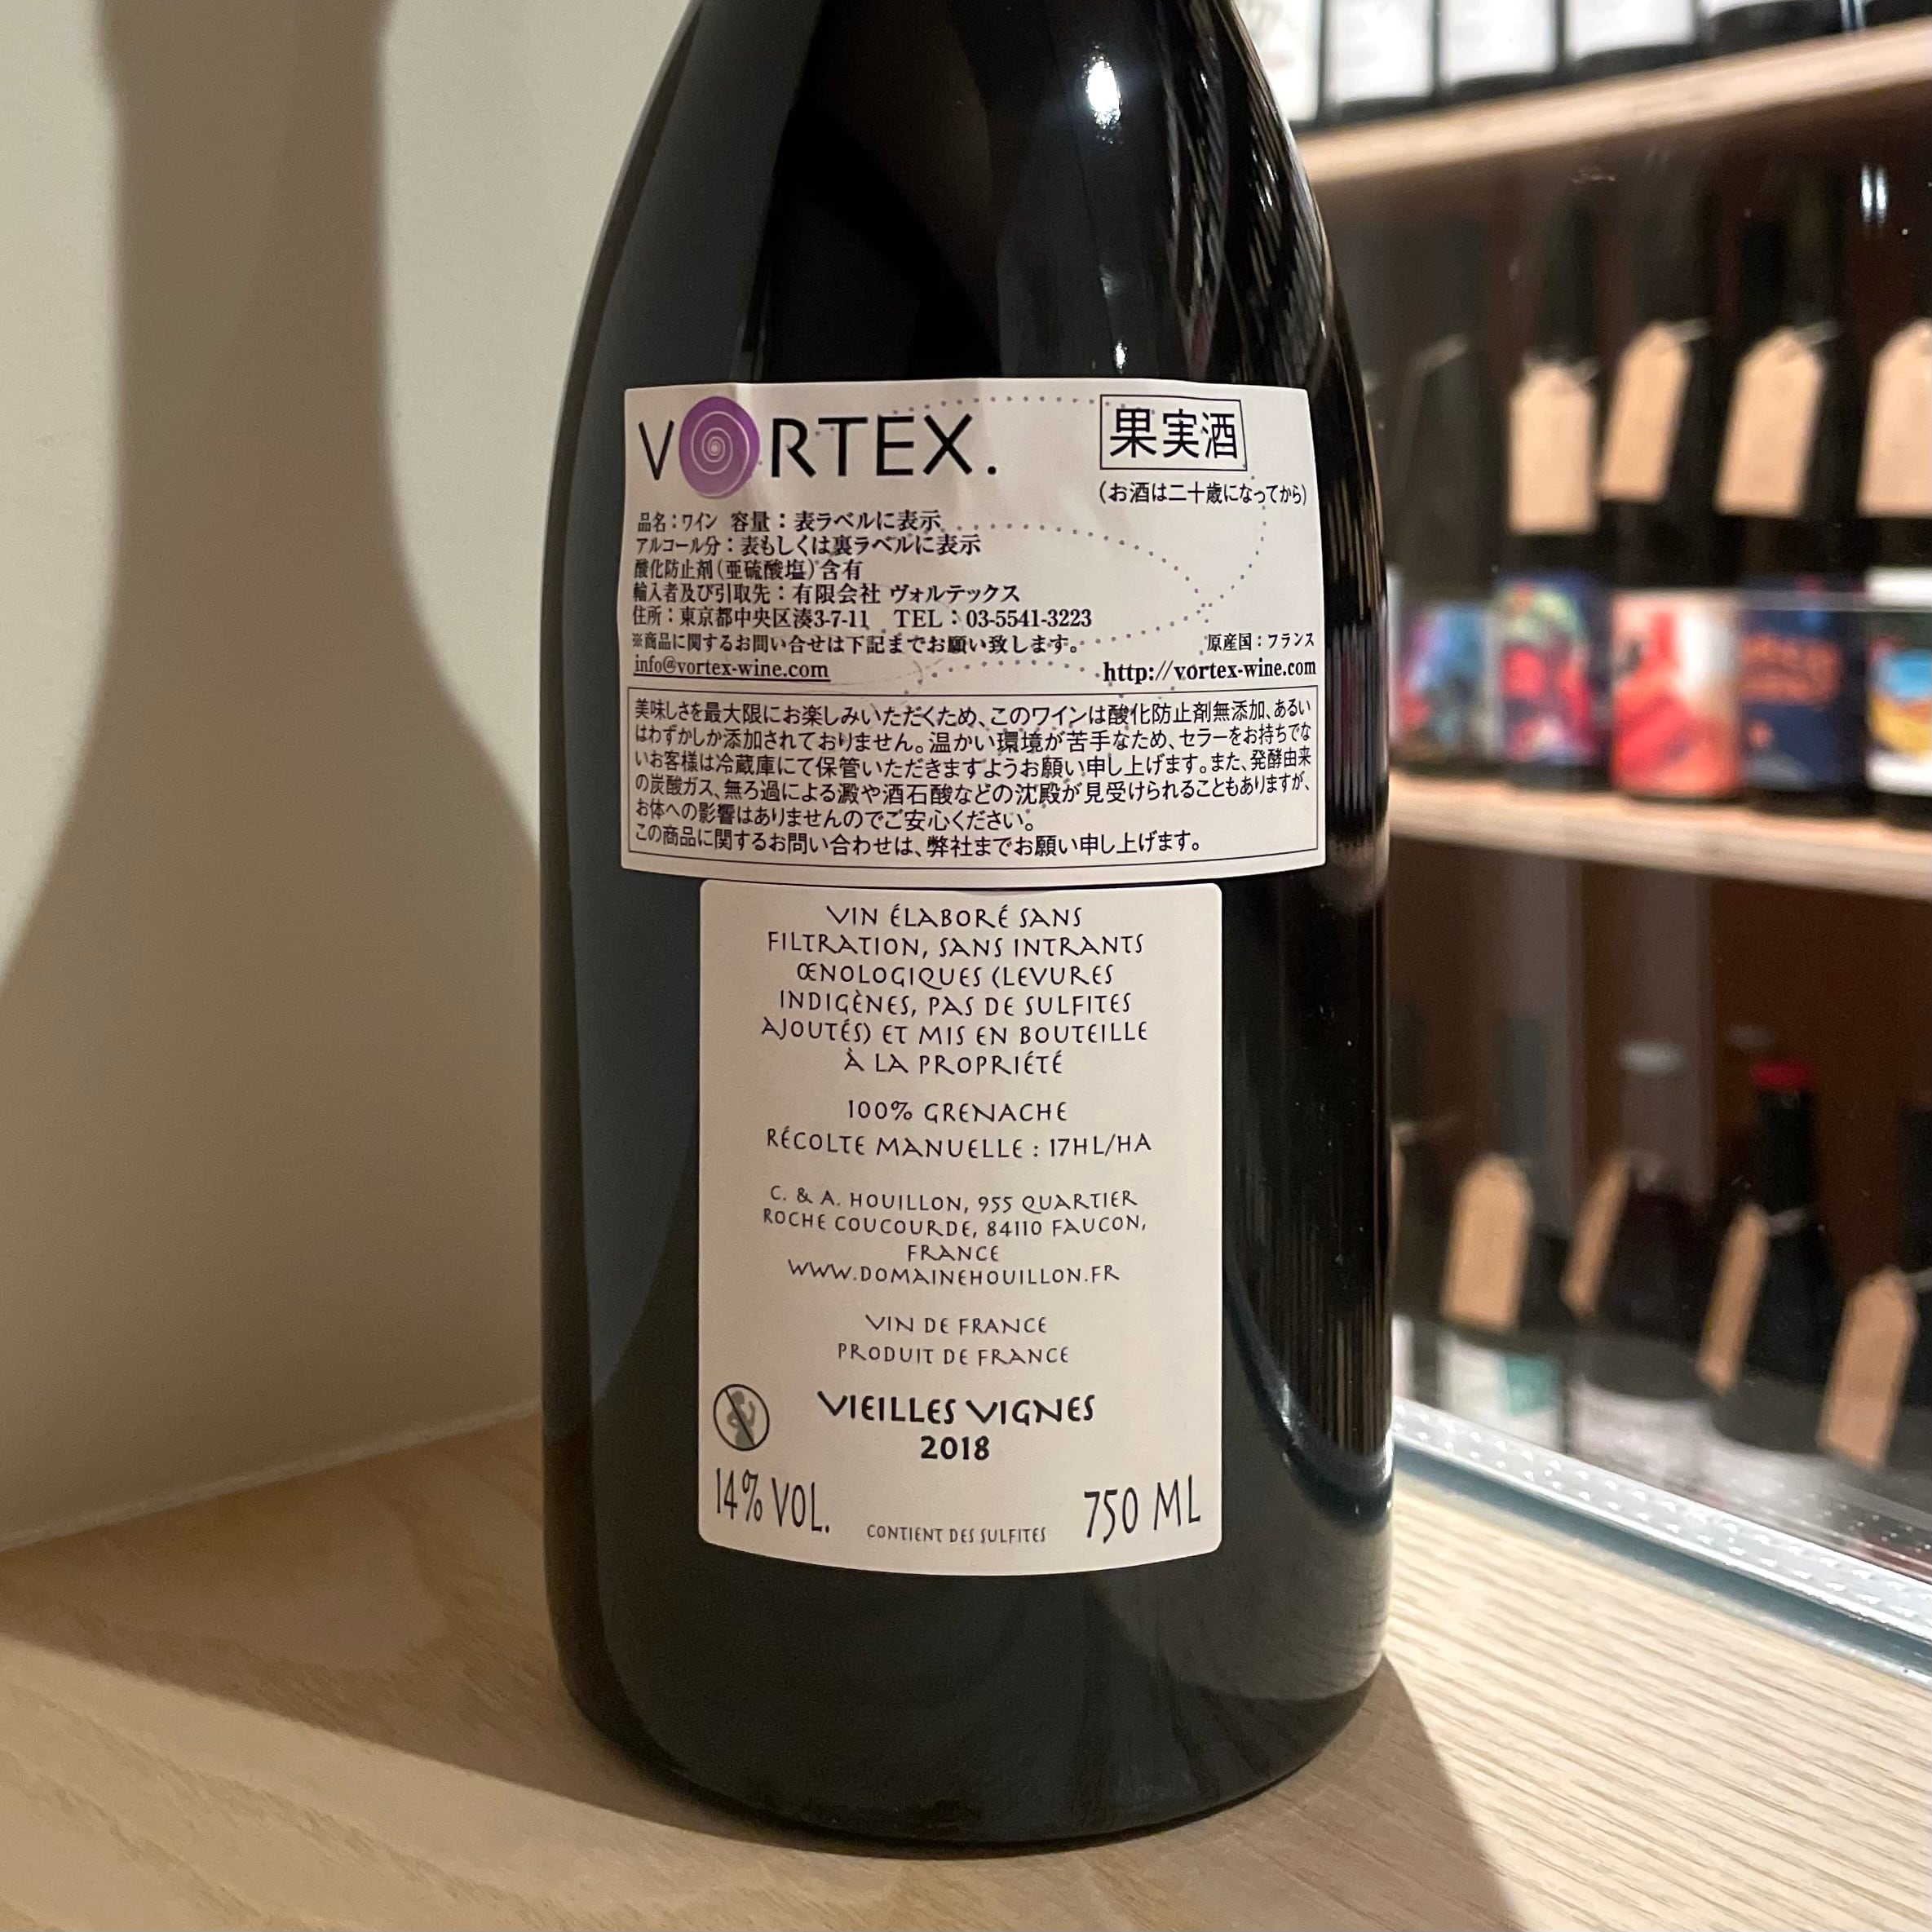 VORTEX.
果実酒
(お酒は二十歳になってから)
品名：ワイン 容量：表ラベルに表示
アルコール分：表もしくは裏ラベルに表示
酸化防止剤(亜硫酸塩)含有
輸入者及び引取先：有限会社 ヴォルテックス
住所：東京都中央区湊3-7-11 TEL：03-5541-3223
※商品に関するお問い合せは下記までお願い致します。
原産国：フランス
info@vortex-wine.com
http://vortex-wine.com
美味しさを最大限にお楽しみいただくため、このワインは酸化防止剤無添加、あるい
はわずかしか添加されておりません。温かい環境が苦手なため、セラーをお持ちでな
いお客様は冷蔵庫にて保管いただきますようお願い申し上げます。また、発酵由来
の炭酸ガス、無ろ過による澱や酒石酸などの沈殿が見受けられることもありますが、
お体への影響はありませんのでご安心ください。
この商品に関するお問い合わせは、弊社までお願い申し上げます。
VIN ÉLABORÉ SANS
FILTRATION, SANS INTRANTS
ŒNOLOGIQUES (LEVURES
INDIGÈNES, PAS DE SULFITES
AJOUTÉS) ET MIS EN BOUTEILLE
À LA PROPRIÉTÉ
100% GRENACHE
RÉCOLTE MANUELLE : 17HL/HA
C. & A. HOUILLON, 955 QUARTIER
ROCHE COUCOURDE, 84110 FAUCON,
FRANCE
WWW.DOMAINEHOUILLON.FR
VIN DE FRANCE
PRODUIT DE FRANCE
VIEILLES VIGNES
2018
14% VOL.
CONTIENT DES SULFITES
750 ML